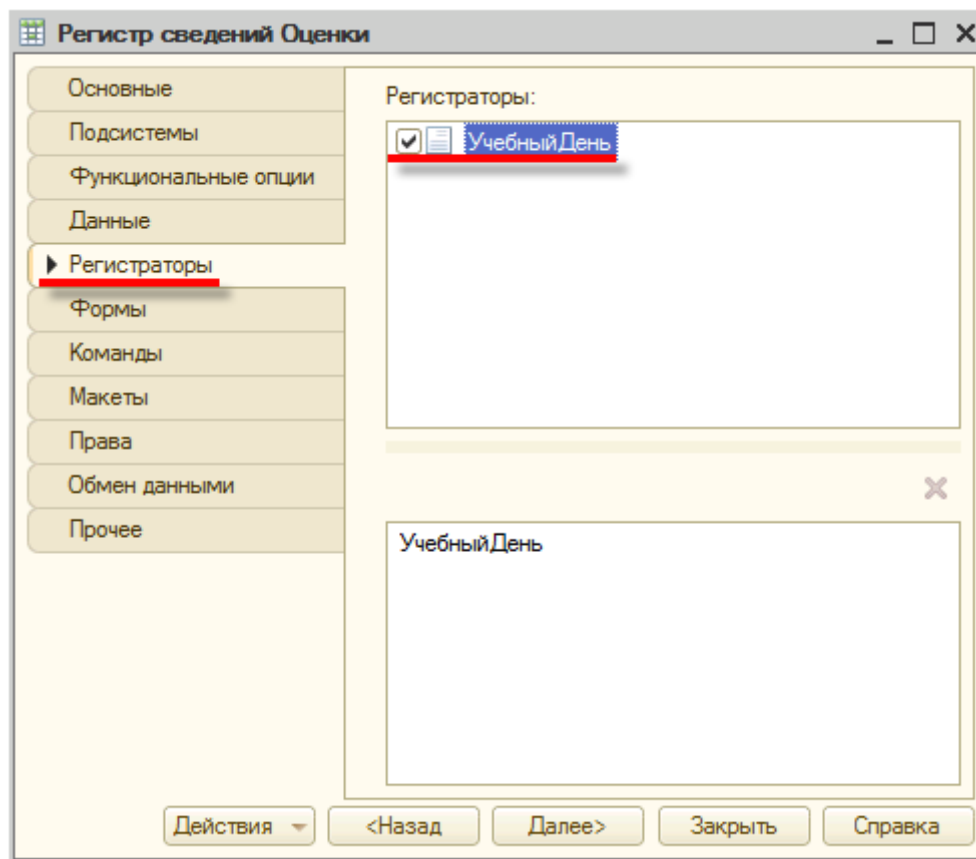 Регистр сведений Оценки
Основные
Подсистемы
Функциональные опции
Данные
Регистраторы
Формы
Команды
Макеты
Права
Обмен данными
Прочее
Регистраторы:
УчебныйДень
УчебныйДень
Действия <Назад Далее> Закрыть Справка